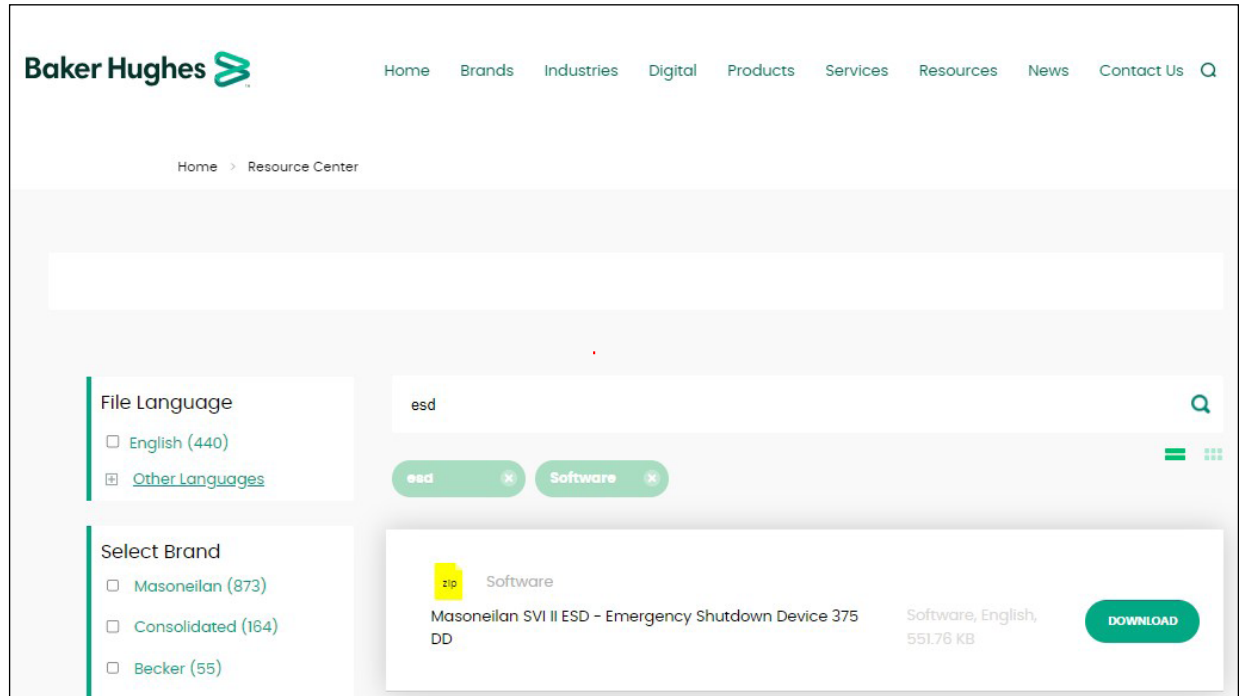 Baker Hughes
Home Brands Industries Digital Products Services Resources News Contact Us
Home > Resource Center
File Language
English (440)
Other Languages
Select Brand
Masoneilan (873)
Consolidated (164)
Becker (55)
esd
esd Software
zip Software
Masoneilan SVI II ESD - Emergency Shutdown Device 375
DD
Software, English,
551.76 KB
DOWNLOAD